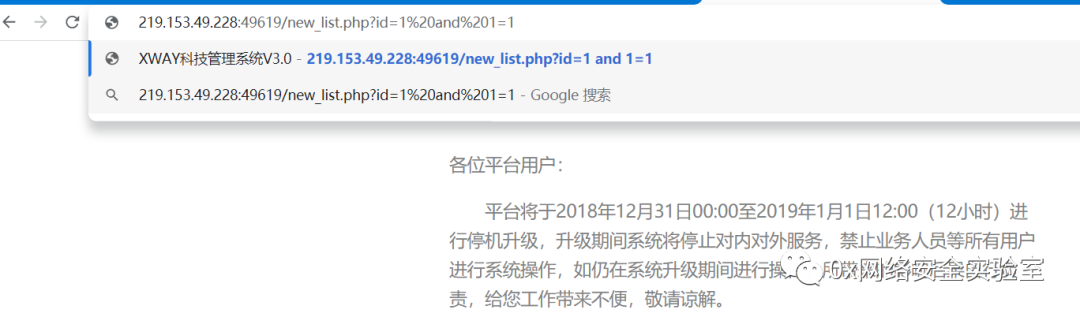 219.153.49.228:49619/new_list.php?id=1%20and%201=1
XWAY科技管理系统V3.0 - 219.153.49.228:49619/new_list.php?id=1 and 1=1
219.153.49.228:49619/new_list.php?id=1%20and%201=1 - Google 搜索
各位平台用户：
平台将于2018年12月31日00:00至2019年1月1日12:00（12小时）进
行停机升级，升级期间系统将停止对内对外服务，禁止业务人员等所有用户
进行系统操作，如仍在系统升级期间进行操
责，给您工作带来不便，敬请谅解。
0x网络安全实验室